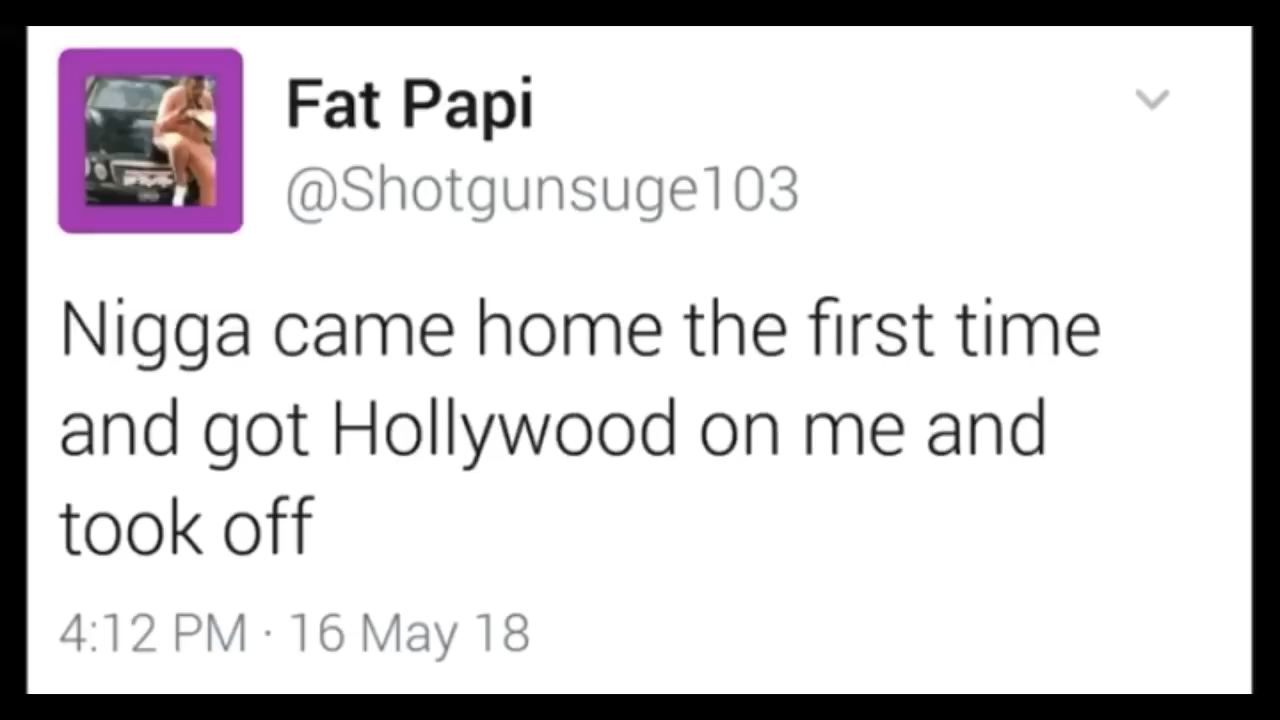 Fat Papi
@Shotgunsuge103
Nigga came home the first time
and got Hollywood on me and
took off
4:12 PM · 16 May 18